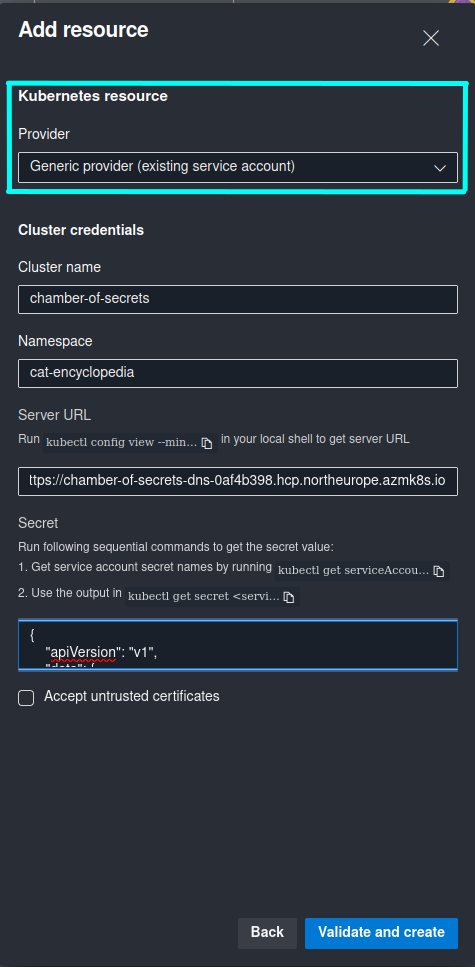 Add resource
Kubernetes resource
Provider
Generic provider (existing service account)
Cluster credentials
Cluster name
chamber-of-secrets
Namespace
cat-encyclopedia
Server URL
Run kubectl config view --min... in your local shell to get server URL
ttps://chamber-of-secrets-dns-0af4b398.hcp.northeurope.azmk8s.io
Secret
Run following sequential commands to get the secret value:
1. Get service account secret names by running kubectl get serviceAccou...
2. Use the output in kubectl get secret <servi...
{
"apiVersion": "v1",
"data": {
Accept untrusted certificates
Back Validate and create